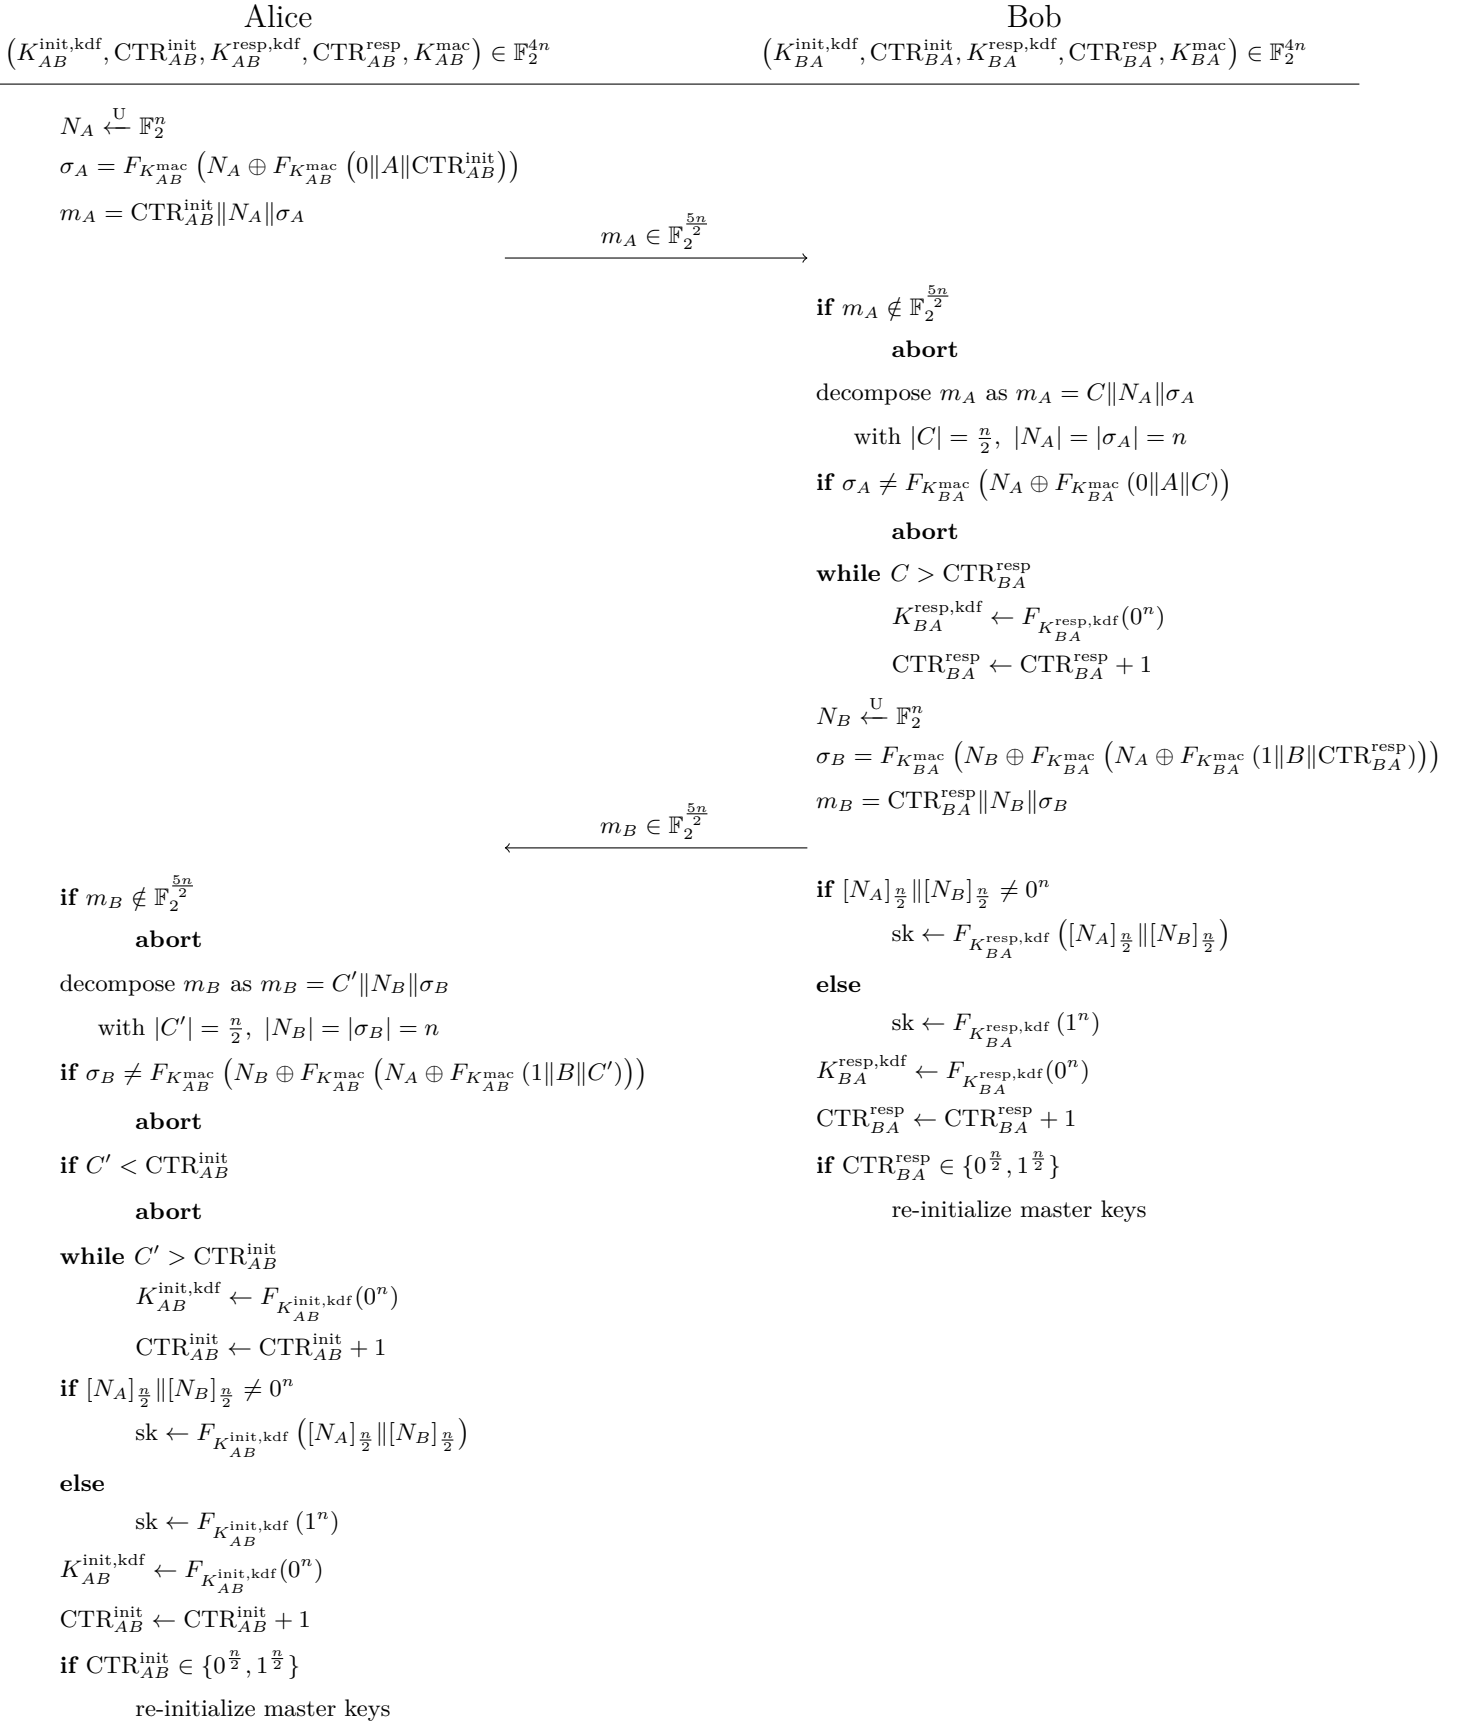 Alice
(K_{AB}^{init,kdf}, CTR_{AB}^{init}, K_{AB}^{resp,kdf}, CTR_{AB}^{resp}, K_{AB}^{mac}) ∈ 𝔽_2^{4n}
Bob
(K_{BA}^{init,kdf}, CTR_{BA}^{init}, K_{BA}^{resp,kdf}, CTR_{BA}^{resp}, K_{BA}^{mac}) ∈ 𝔽_2^{4n}
N_A ←^U 𝔽_2^n
σ_A = F_{K_{AB}^{mac}} (N_A ⊕ F_{K_{AB}^{mac}} (0‖A‖CTR_{AB}^{init}))
m_A = CTR_{AB}^{init}‖N_A‖σ_A
m_A ∈ 𝔽_2^{5n/2}
if m_A ∉ 𝔽_2^{5n/2}
abort
decompose m_A as m_A = C‖N_A‖σ_A
with |C| = n/2, |N_A| = |σ_A| = n
if σ_A ≠ F_{K_{BA}^{mac}} (N_A ⊕ F_{K_{BA}^{mac}} (0‖A‖C))
abort
while C > CTR_{BA}^{resp}
K_{BA}^{resp,kdf} ← F_{K_{BA}^{resp,kdf}}(0^n)
CTR_{BA}^{resp} ← CTR_{BA}^{resp} + 1
N_B ←^U 𝔽_2^n
σ_B = F_{K_{BA}^{mac}} (N_B ⊕ F_{K_{BA}^{mac}} (N_A ⊕ F_{K_{BA}^{mac}} (1‖B‖CTR_{BA}^{resp})))
m_B = CTR_{BA}^{resp}‖N_B‖σ_B
m_B ∈ 𝔽_2^{5n/2}
if [N_A]_{n/2}‖[N_B]_{n/2} ≠ 0^n
sk ← F_{K_{BA}^{resp,kdf}} ([N_A]_{n/2}‖[N_B]_{n/2})
else
sk ← F_{K_{BA}^{resp,kdf}} (1^n)
K_{BA}^{resp,kdf} ← F_{K_{BA}^{resp,kdf}}(0^n)
CTR_{BA}^{resp} ← CTR_{BA}^{resp} + 1
if CTR_{BA}^{resp} ∈ {0^{n/2}, 1^{n/2}}
re-initialize master keys
if m_B ∉ 𝔽_2^{5n/2}
abort
decompose m_B as m_B = C′‖N_B‖σ_B
with |C′| = n/2, |N_B| = |σ_B| = n
if σ_B ≠ F_{K_{AB}^{mac}} (N_B ⊕ F_{K_{AB}^{mac}} (N_A ⊕ F_{K_{AB}^{mac}} (1‖B‖C′)))
abort
if C′ < CTR_{AB}^{init}
abort
while C′ > CTR_{AB}^{init}
K_{AB}^{init,kdf} ← F_{K_{AB}^{init,kdf}}(0^n)
CTR_{AB}^{init} ← CTR_{AB}^{init} + 1
if [N_A]_{n/2}‖[N_B]_{n/2} ≠ 0^n
sk ← F_{K_{AB}^{init,kdf}} ([N_A]_{n/2}‖[N_B]_{n/2})
else
sk ← F_{K_{AB}^{init,kdf}} (1^n)
K_{AB}^{init,kdf} ← F_{K_{AB}^{init,kdf}}(0^n)
CTR_{AB}^{init} ← CTR_{AB}^{init} + 1
if CTR_{AB}^{init} ∈ {0^{n/2}, 1^{n/2}}
re-initialize master keys